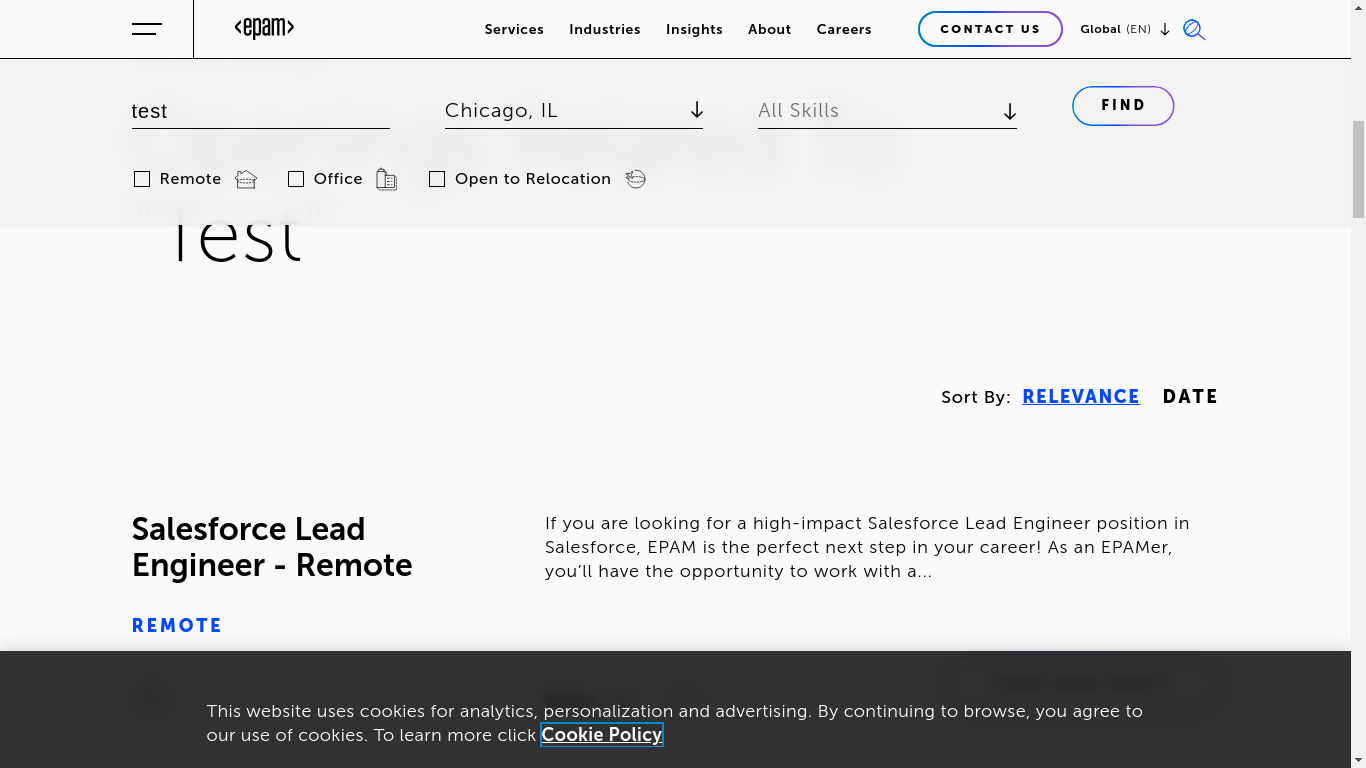 <epam>
Services Industries Insights About Careers CONTACT US Global (EN)
test Chicago, IL All Skills FIND
Remote Office Open to Relocation
"Test"
Sort By: RELEVANCE DATE
Salesforce Lead
Engineer - Remote
If you are looking for a high-impact Salesforce Lead Engineer position in
Salesforce, EPAM is the perfect next step in your career! As an EPAMer,
you’ll have the opportunity to work with a...
REMOTE
This website uses cookies for analytics, personalization and advertising. By continuing to browse, you agree to
our use of cookies. To learn more click Cookie Policy